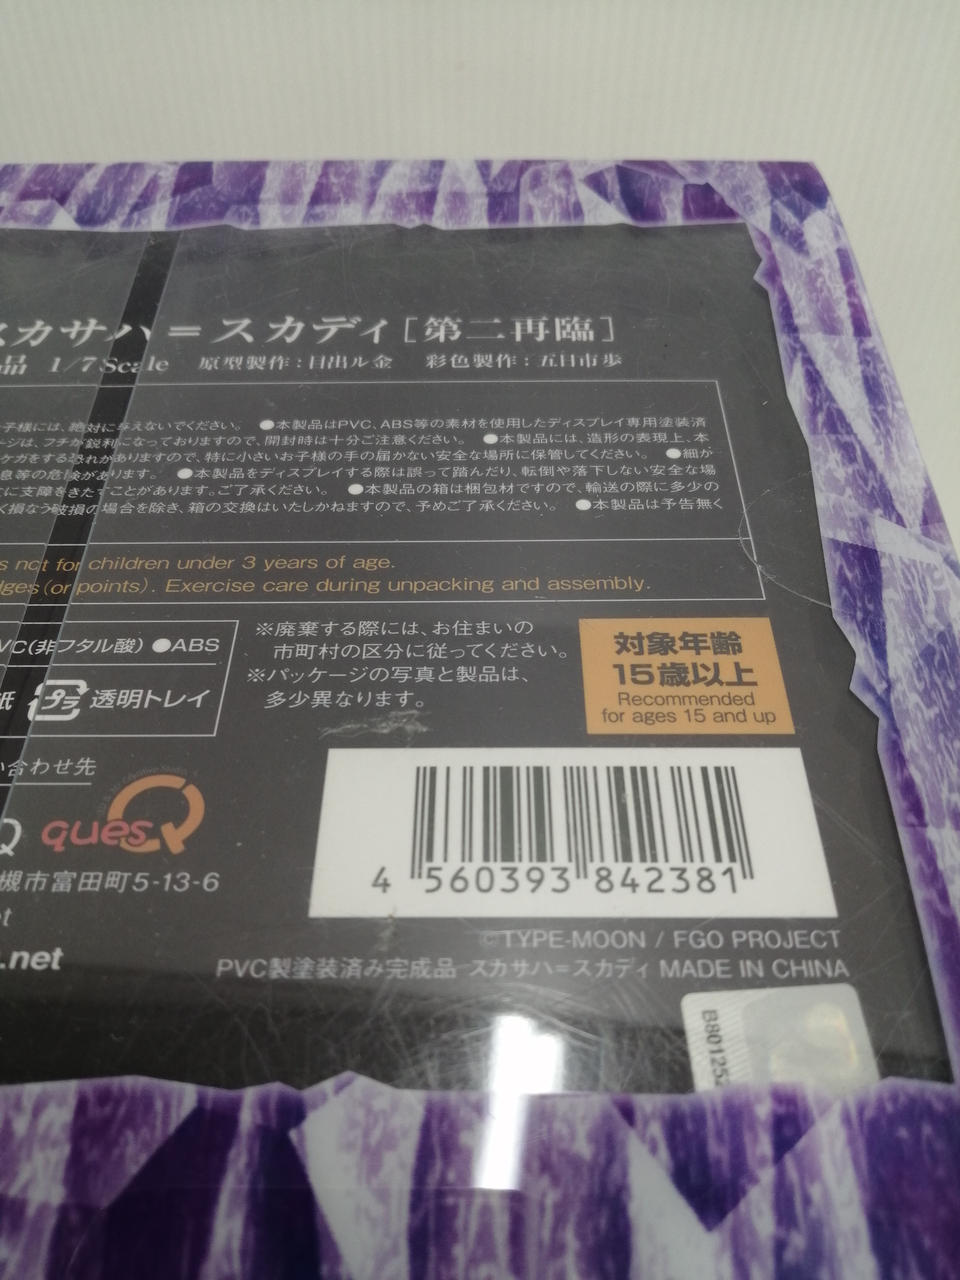 スカサハ＝スカディ［第二再臨］
品 1/7 Scale 原型製作：日出ル金 彩色製作：五日市歩
子様には、絶対に与えないでください。 ●本製品はPVC、ABS等の素材を使用したディスプレイ専用塗装済
ージは、フチが鋭利になっておりますので、開封時は十分ご注意ください。 ●本製品には、造形の表現上、本
ケガをする恐れがありますので、特に小さいお子様の手の届かない安全な場所に保管してください。 ●細か
息等の危険があります。 ●本製品をディスプレイする際は誤って踏んだり、転倒や落下しない安全な場
に支障をきたすことがあります。ご了承ください。 ●本製品の箱は梱包材ですので、輸送の際に多少の
く損なう破損の場合を除き、箱の交換はいたしかねますので、予めご了承ください。 ●本製品は予告無く
s not for children under 3 years of age.
dges (or points). Exercise care during unpacking and assembly.
VC(非フタル酸) ●ABS
紙 プラ 透明トレイ
※廃棄する際には、お住まいの
市町村の区分に従ってください。
※パッケージの写真と製品は、
多少異なります。
対象年齢
15歳以上
Recommended
for ages 15 and up
い合わせ先
Q quesQ
槻市富田町5-13-6
et
.net
4 560393 842381
©TYPE-MOON / FGO PROJECT
PVC製塗装済み完成品 スカサハ＝スカディ MADE IN CHINA
B80125